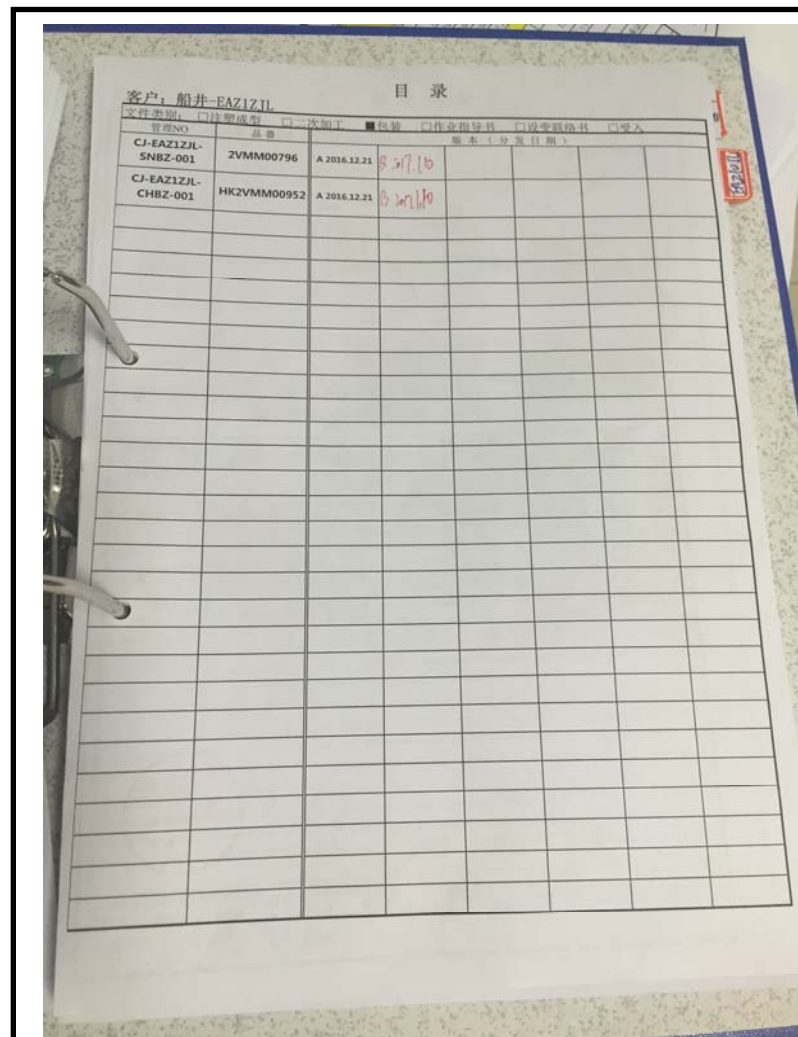 目 录
客户：船井-EAZ1ZJL
文件类别： □注塑成型 □二次加工 ■包装 □作业指导书 □设变联络书 □受入
管理NO 品番 版本（分发日期）
CJ-EAZ1ZJL-
SNBZ-001 2VMM00796 A 2016.12.21 B
CJ-EAZ1ZJL-
CHBZ-001 HK2VMM00952 A 2016.12.21 B